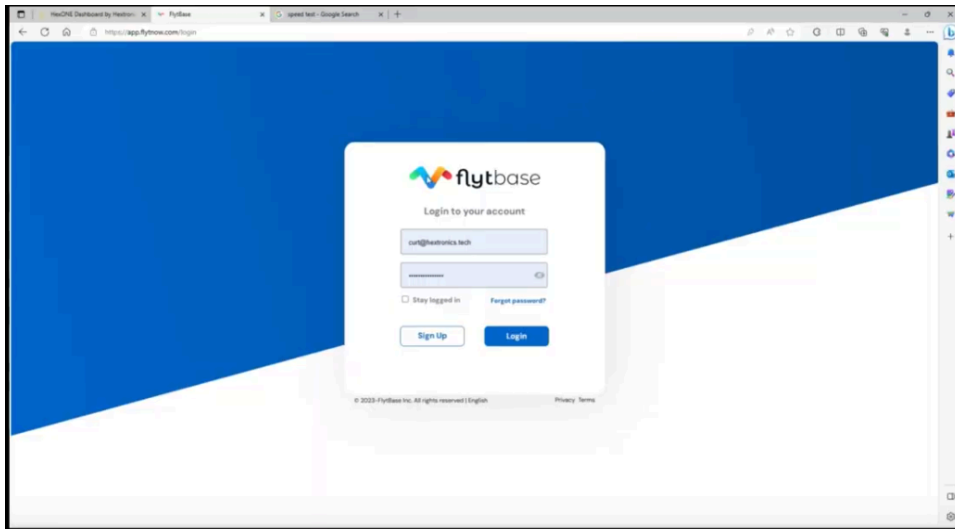 HexONE Dashboard by Hextroni
FlytBase
speed test - Google Search
https://app.flytnow.com/login
flytbase
Login to your account
curt@hextronics.tech
Stay logged in
Forgot password?
Sign Up
Login
© 2023-FlytBase Inc. All rights reserved | English
Privacy Terms